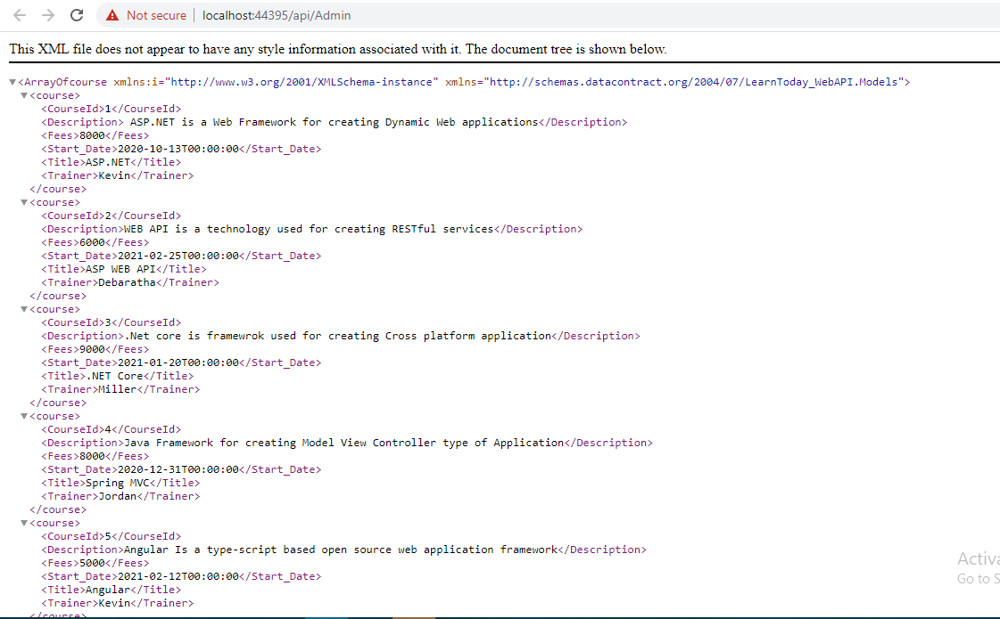 Not secure | localhost:44395/api/Admin
This XML file does not appear to have any style information associated with it. The document tree is shown below.
▼<ArrayOfcourse xmlns:i="http://www.w3.org/2001/XMLSchema-instance" xmlns="http://schemas.datacontract.org/2004/07/LearnToday_WebAPI.Models">
▼<course>
<CourseId>1</CourseId>
<Description> ASP.NET is a Web Framework for creating Dynamic Web applications</Description>
<Fees>8000</Fees>
<Start_Date>2020-10-13T00:00:00</Start_Date>
<Title>ASP.NET</Title>
<Trainer>Kevin</Trainer>
</course>
▼<course>
<CourseId>2</CourseId>
<Description>WEB API is a technology used for creating RESTful services</Description>
<Fees>6000</Fees>
<Start_Date>2021-02-25T00:00:00</Start_Date>
<Title>ASP WEB API</Title>
<Trainer>Debaratha</Trainer>
</course>
▼<course>
<CourseId>3</CourseId>
<Description>.Net core is framewrok used for creating Cross platform application</Description>
<Fees>9000</Fees>
<Start_Date>2021-01-20T00:00:00</Start_Date>
<Title>.NET Core</Title>
<Trainer>Miller</Trainer>
</course>
▼<course>
<CourseId>4</CourseId>
<Description>Java Framework for creating Model View Controller type of Application</Description>
<Fees>8000</Fees>
<Start_Date>2020-12-31T00:00:00</Start_Date>
<Title>Spring MVC</Title>
<Trainer>Jordan</Trainer>
</course>
▼<course>
<CourseId>5</CourseId>
<Description>Angular Is a type-script based open source web application framework</Description>
<Fees>5000</Fees>
<Start_Date>2021-02-12T00:00:00</Start_Date>
<Title>Angular</Title>
<Trainer>Kevin</Trainer>
</course>
Activa
Go to S